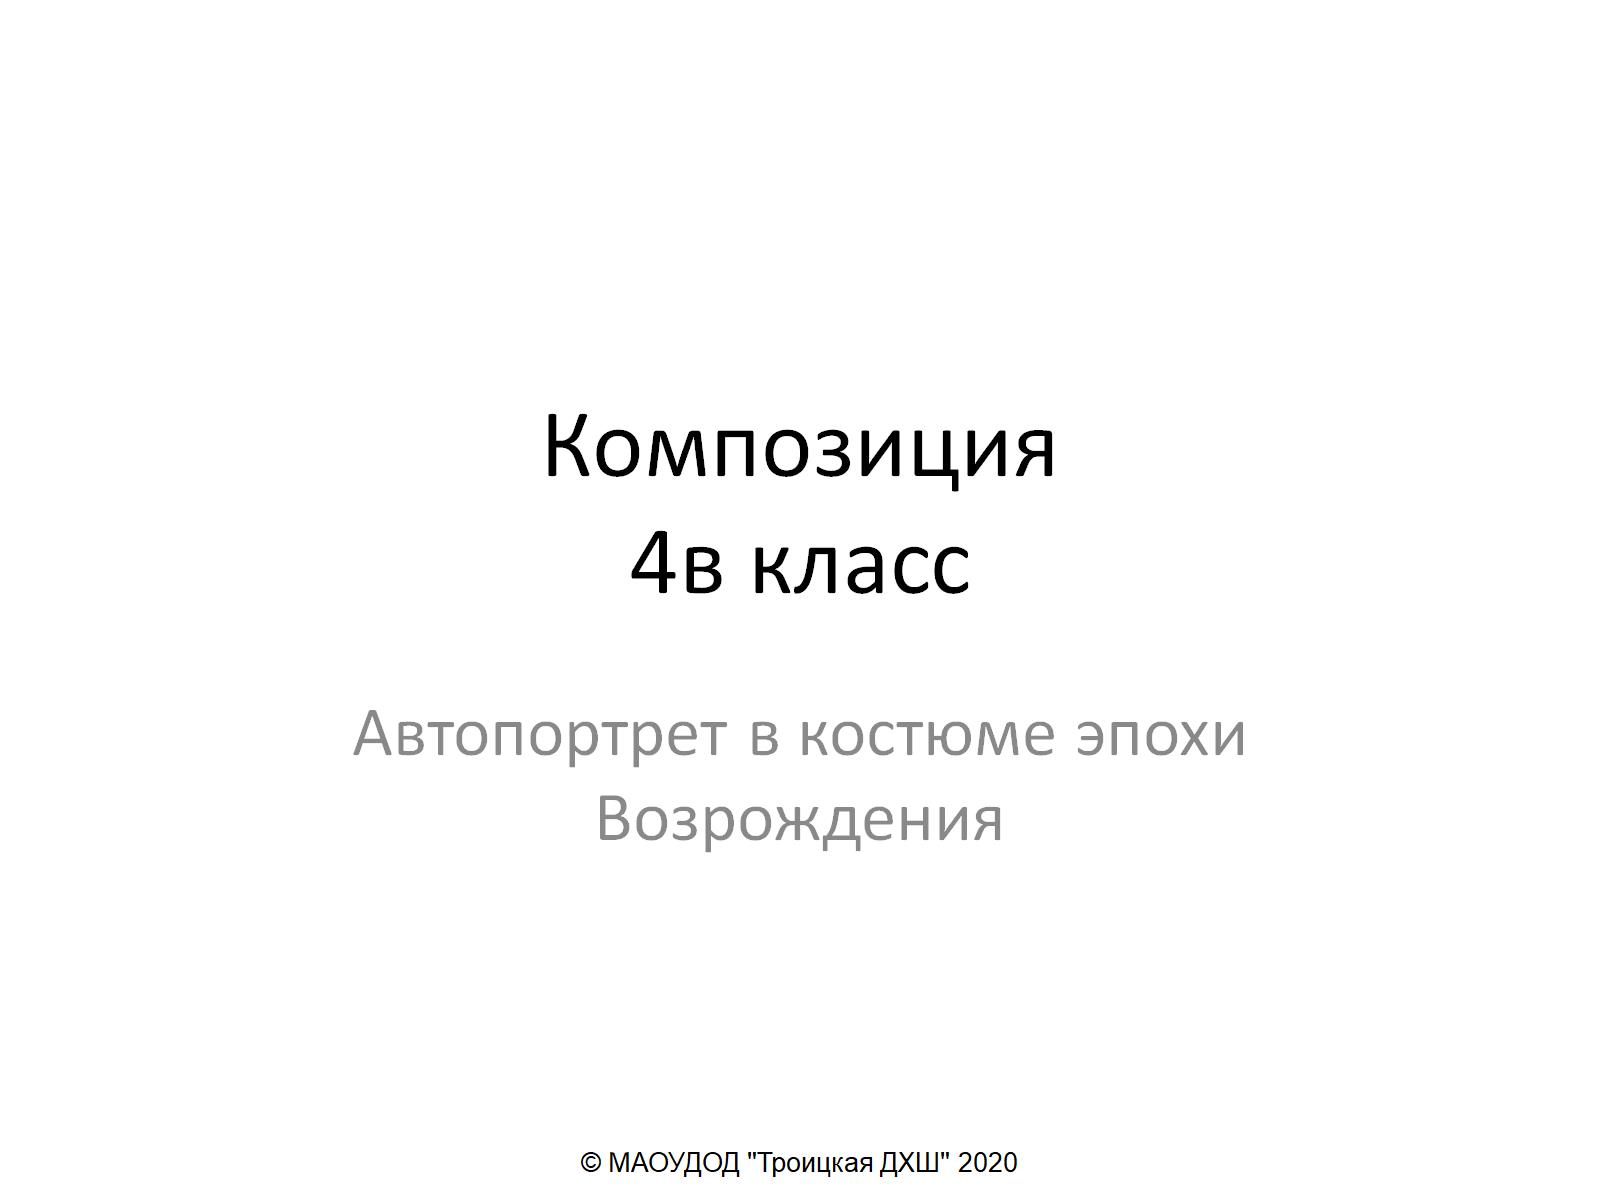 Композиция
4в класс
Автопортрет в костюме эпохи
Возрождения
© МАОУДОД "Троицкая ДХШ" 2020